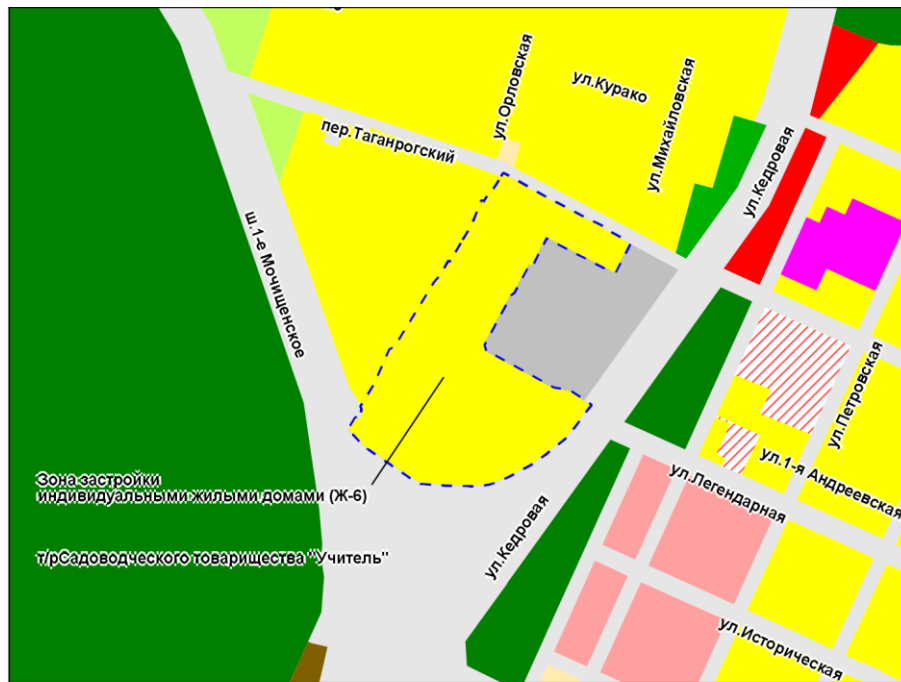 ул.Орловская
ул.Курако
ул.Михайловская
пер.Таганрогский
ул.Кедровая
ш.1-е Мочищенское
ул.Петровская
ул.1-я Андреевская
ул.Легендарная
Зона застройки
индивидуальными жилыми домами (Ж-6)
ул.Кедровая
т/рСадоводческого товарищества "Учитель"
ул.Историческая